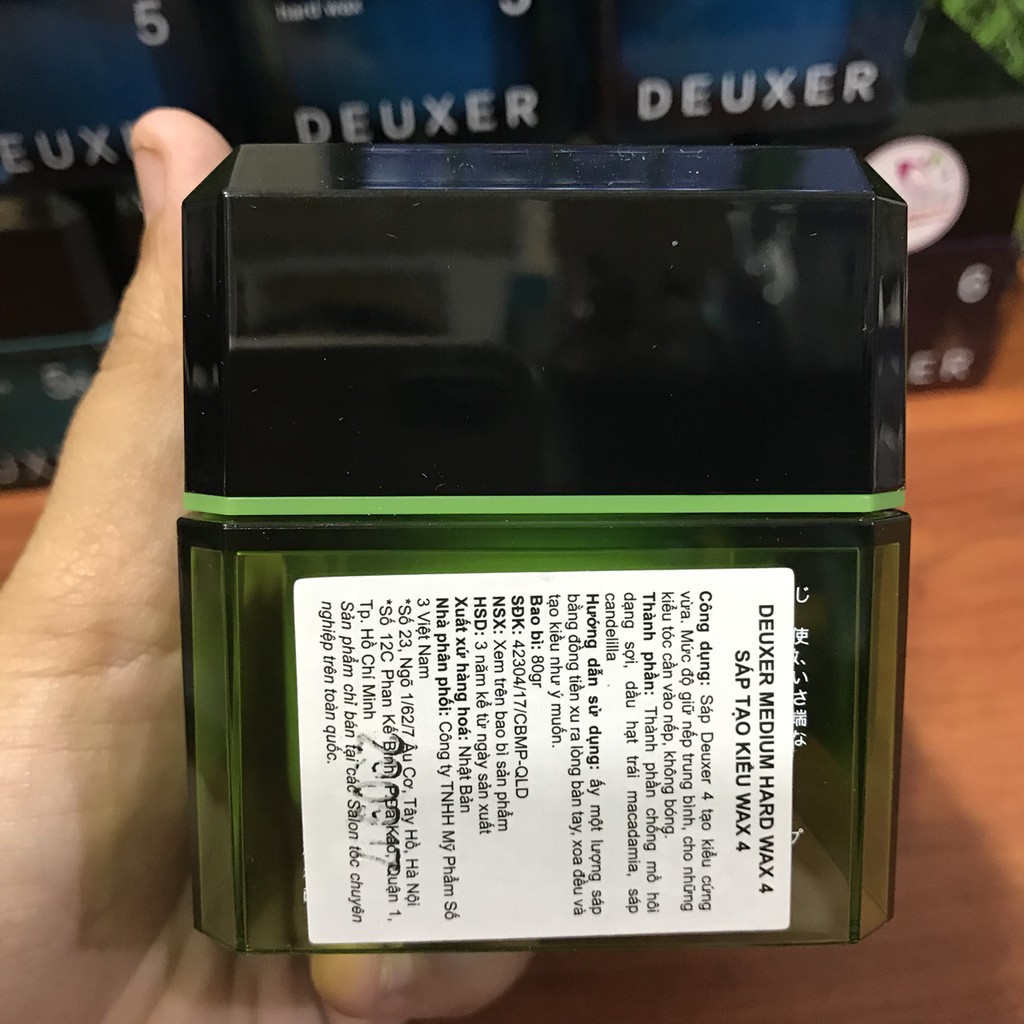 5
hard wax
5
DEUXER
DEUXER
6
DEUXER MEDIUM HARD WAX 4
SÁP TẠO KIỂU WAX 4
Công dụng: Sáp Deuxer 4 tạo kiểu cứng
vừa. Mức độ giữ nếp trung bình, cho những
kiểu tóc cần vào nếp, không bóng.
Thành phần: Thành phần chống mồ hôi
dạng sợi, dầu hạt trái macadamia, sáp
candelilla
Hướng dẫn sử dụng: ấy một lượng sáp
bằng đồng tiền xu ra lòng bàn tay, xoa đều và
tạo kiểu như ý muốn.
Bao bì: 80gr
SĐK: 42304/17/CBMP-QLD
NSX: Xem trên bao bì sản phẩm
HSD: 3 năm kể từ ngày sản xuất
Xuất xứ hàng hoá: Nhật Bản
Nhà phân phối: Công ty TNHH Mỹ Phẩm Số
3 Việt Nam
*Số 23, Ngõ 1/62/7 Âu Cơ, Tây Hồ, Hà Nội
*Số 12C Phan Kế Bính, Đa Kao, Quận 1,
Tp. Hồ Chí Minh
Sản phẩm chỉ bán tại các Salon tóc chuyên
nghiệp trên toàn quốc.